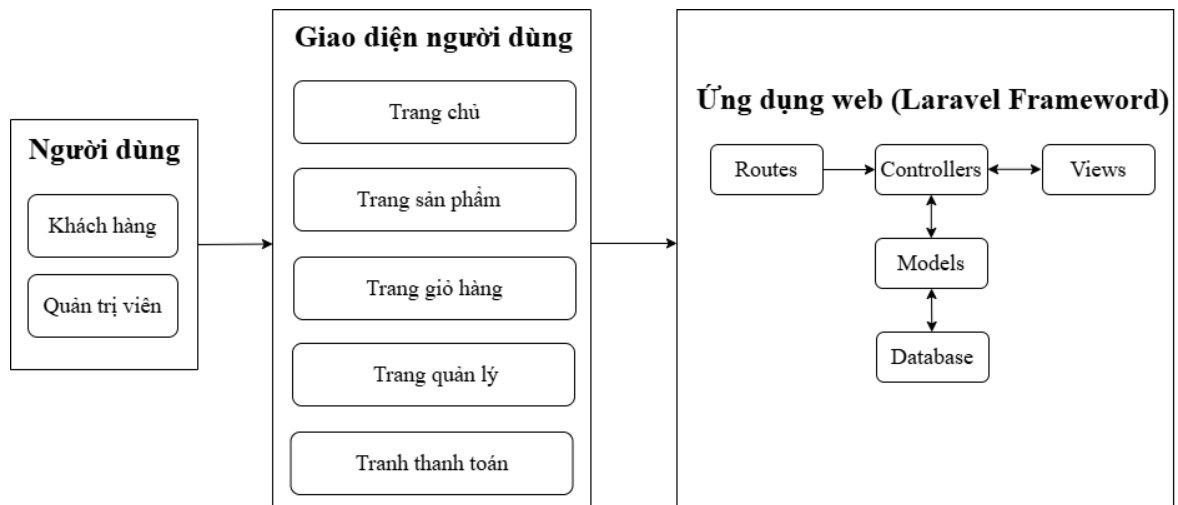 Người dùng
Khách hàng
Quản trị viên
Giao diện người dùng
Trang chủ
Trang sản phẩm
Trang giỏ hàng
Trang quản lý
Tranh thanh toán
Ứng dụng web (Laravel Frameword)
Routes
Controllers
Views
Models
Database